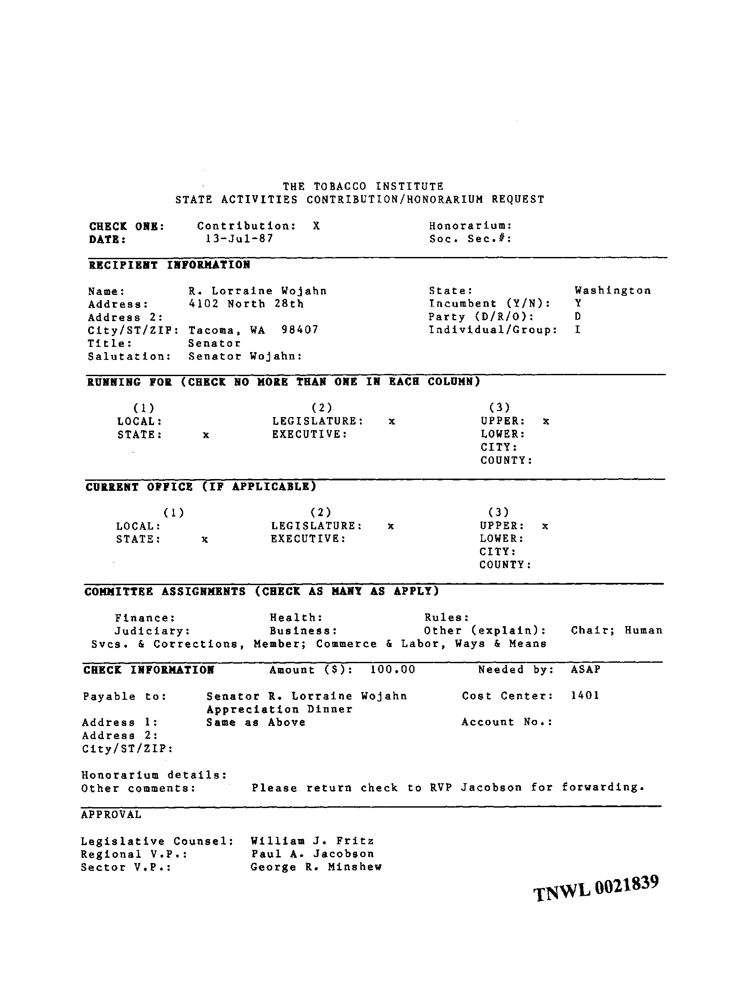 THE TOBACCO INSTITUTE
STATE ACTIVITIES CONTRIBUTION/HONORARIUM REQUEST
CHECK ONE: Contribution: X Honorarium:
DATE: 13-Jul-87 Soc. Sec.#:
RECIPIENT INFORMATION
Name: R. Lorraine Wojahn State: Washington
Address: 4102 North 28th Incumbent (Y/N): Y
Address 2: Party (D/R/O): D
City/ST/ZIP: Tacoma, WA 98407 Individual/Group: I
Title: Senator
Salutation: Senator Wojahn:
RUNNING FOR (CHECK NO MORE THAN ONE IN EACH COLUMN)
(1) (2) (3)
LOCAL: LEGISLATURE: x UPPER: x
STATE: x EXECUTIVE: LOWER:
CITY:
COUNTY:
CURRENT OFFICE (IF APPLICABLE)
(1) (2) (3)
LOCAL: LEGISLATURE: x UPPER: x
STATE: x EXECUTIVE: LOWER:
CITY:
COUNTY:
COMMITTEE ASSIGNMENTS (CHECK AS MANY AS APPLY)
Finance: Health: Rules:
Judiciary: Business: Other (explain): Chair; Human
Svcs. & Corrections, Member; Commerce & Labor, Ways & Means
CHECK INFORMATION Amount ($): 100.00 Needed by: ASAP
Payable to: Senator R. Lorraine Wojahn Cost Center: 1401
Appreciation Dinner
Address 1: Same as Above Account No.:
Address 2:
City/ST/ZIP:
Honorarium details:
Other comments: Please return check to RVP Jacobson for forwarding.
APPROVAL
Legislative Counsel: William J. Fritz
Regional V.P.: Paul A. Jacobson
Sector V.P.: George R. Minshew
TNWL 0021839